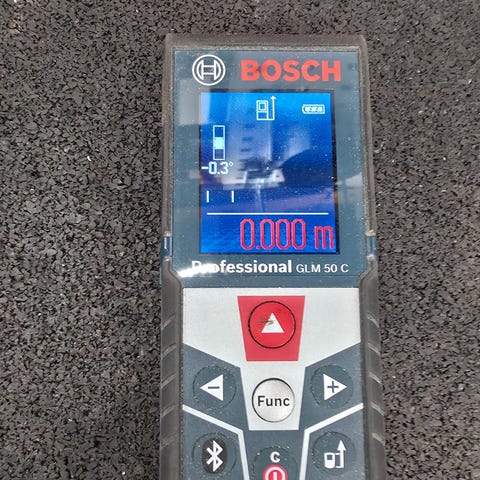 BOSCH
-0.3°
0.000 m
Professional GLM 50 C
- +
Func
C